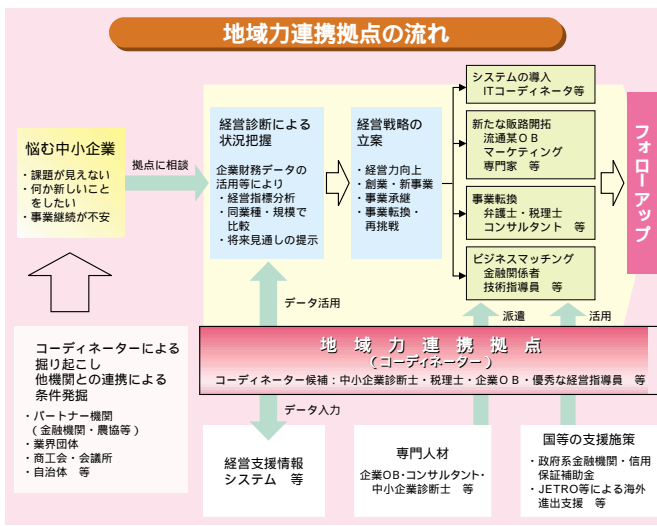 地域力連携拠点の流れ
悩む中小企業
・課題が見えない
・何か新しいこと
をしたい
・事業継続が不安
拠点に相談
経営診断による
状況把握
企業財務データの
活用等により
・経営指標分析
・同業種・規模で
比較
・将来見通しの提示
経営戦略の
立案
・経営力向上
・創業・新事業
・事業承継
・事業転換・
再挑戦
システムの導入
ITコーディネータ等
新たな販路開拓
流通業OB
マーケティング
専門家 等
事業転換
弁護士・税理士・
コンサルタント 等
ビジネスマッチング
金融関係者
技術指導員 等
フォローアップ
データ活用
派遣
活用
地域力連携拠点
(コーディネーター)
コーディネーター候補:中小企業診断士・税理士・企業OB・優秀な経営指導員 等
コーディネーターによる
掘り起こし
他機関との連携による
条件発掘
・パートナー機関
(金融機関・農協等)
・業界団体
・商工会・会議所
・自治体 等
データ入力
経営支援情報
システム 等
専門人材
企業OB・コンサルタント・
中小企業診断士 等
国等の支援施策
・政府系金融機関・信用
保証補助金
・JETRO等による海外
進出支援 等